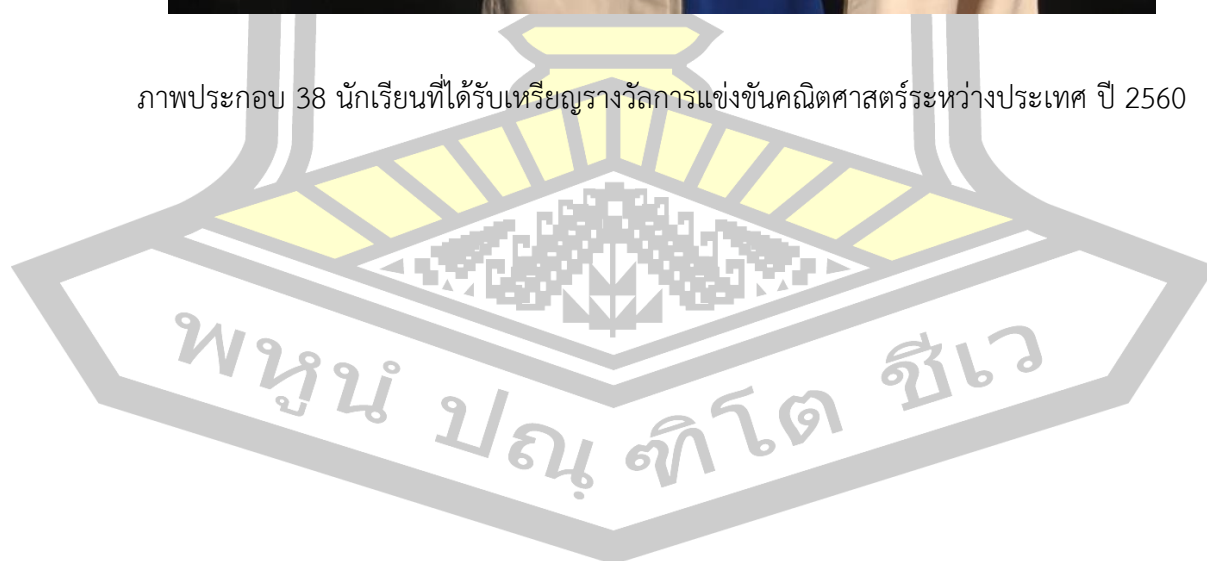 ภาพประกอบ 38 นักเรียนที่ได้รับเหรียญรางวัลการแข่งขันคณิตศาสตร์ระหว่างประเทศ ปี 2560
พหูนํ ปณฺฑิโต ชีเว